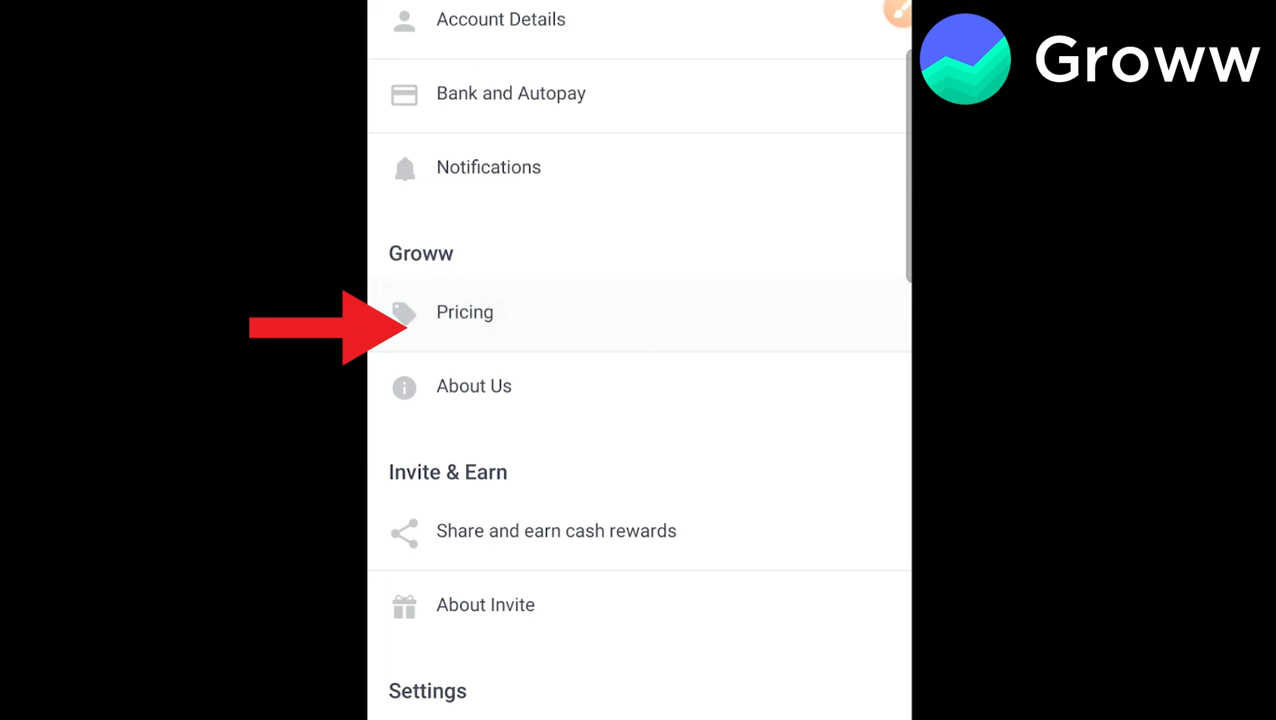 Account Details
Groww
Bank and Autopay
Notifications
Groww
Pricing
About Us
Invite & Earn
Share and earn cash rewards
About Invite
Settings